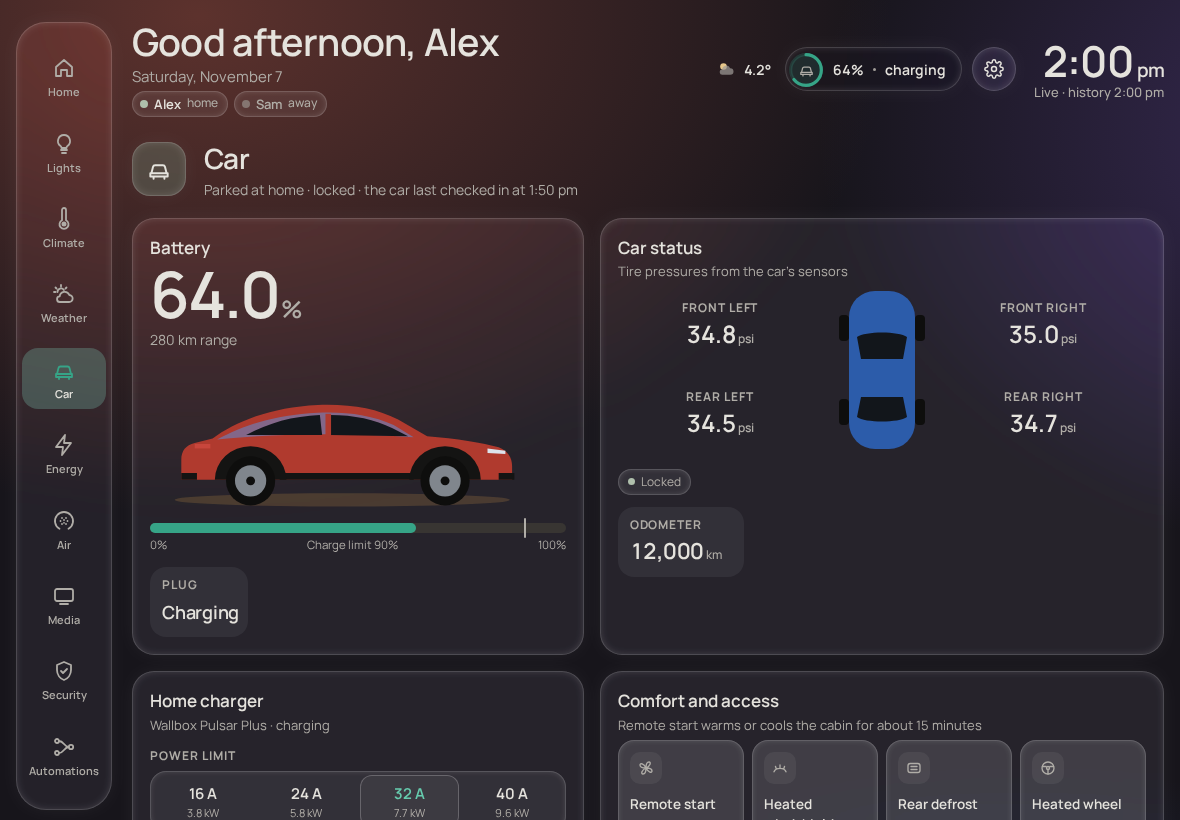 Good afternoon, Alex
Saturday, November 7
Alex home
Sam away
4.2°
64% · charging
2:00 pm
Live · history 2:00 pm
Home
Lights
Climate
Weather
Car
Energy
Air
Media
Security
Automations
Car
Parked at home · locked · the car last checked in at 1:50 pm
Battery
64.0%
280 km range
0%
Charge limit 90%
100%
PLUG
Charging
Car status
Tire pressures from the car's sensors
FRONT LEFT
34.8 psi
FRONT RIGHT
35.0 psi
REAR LEFT
34.5 psi
REAR RIGHT
34.7 psi
Locked
ODOMETER
12,000 km
Home charger
Wallbox Pulsar Plus · charging
POWER LIMIT
16 A
3.8 kW
24 A
5.8 kW
32 A
7.7 kW
40 A
9.6 kW
Comfort and access
Remote start warms or cools the cabin for about 15 minutes
Remote start
Heated
Rear defrost
Heated wheel